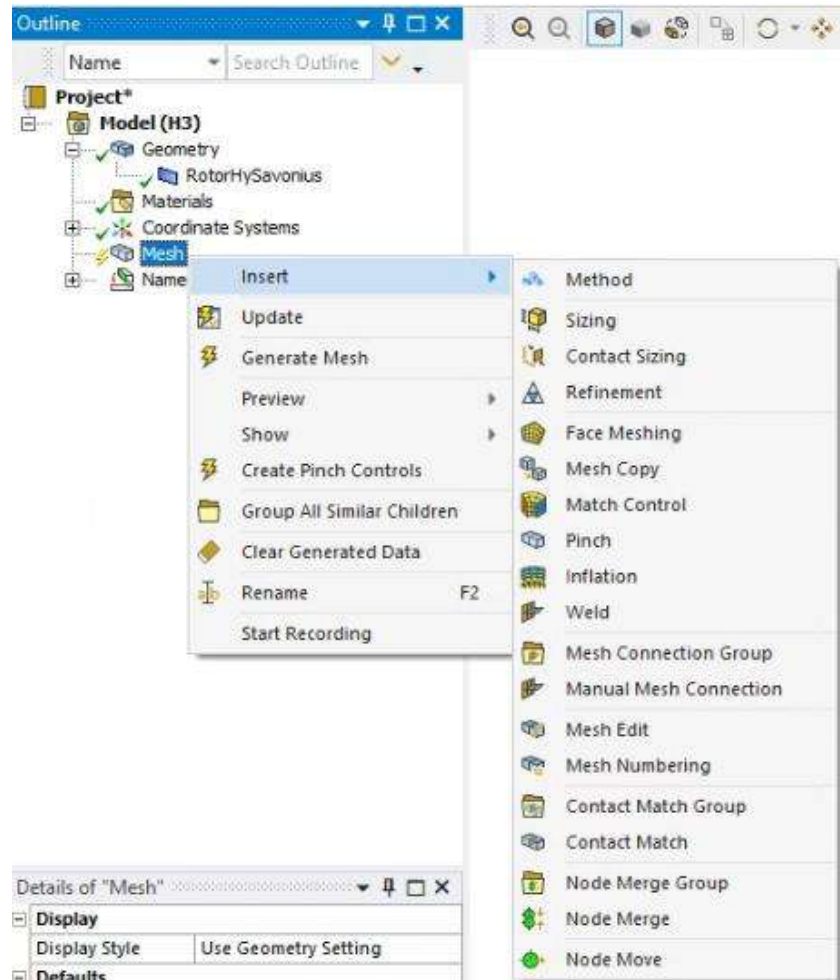 Outline
Name
Search Outline
Project*
Model (H3)
Geometry
RotorHySavonius
Materials
Coordinate Systems
Mesh
Name
Insert
Update
Generate Mesh
Preview
Show
Create Pinch Controls
Group All Similar Children
Clear Generated Data
Rename F2
Start Recording
Method
Sizing
Contact Sizing
Refinement
Face Meshing
Mesh Copy
Match Control
Pinch
Inflation
Weld
Mesh Connection Group
Manual Mesh Connection
Mesh Edit
Mesh Numbering
Contact Match Group
Contact Match
Node Merge Group
Node Merge
Node Move
Details of "Mesh"
Display
Display Style Use Geometry Setting
Defaults